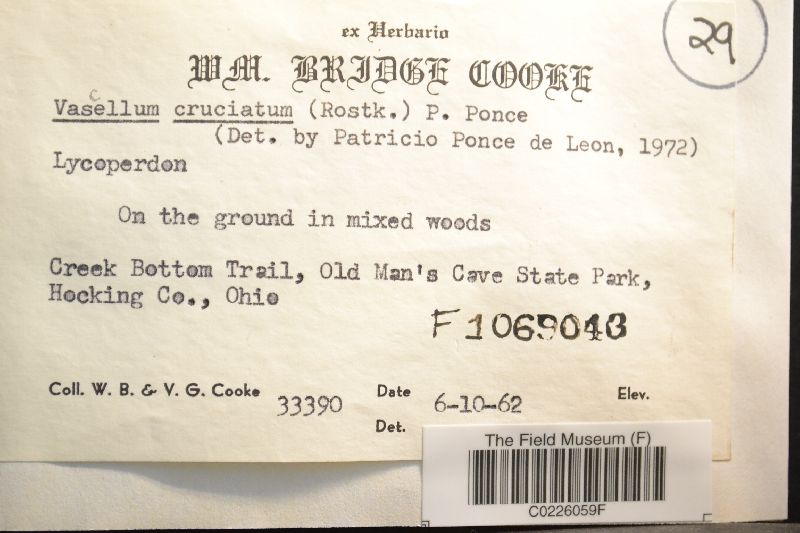 29
ex Herbario
WM. BRIDGE COOKE
c
Vasellum cruciatum (Rostk.) P. Ponce
(Det. by Patricio Ponce de Leon, 1972)
Lycoperdon
On the ground in mixed woods
Creek Bottom Trail, Old Man's Cave State Park,
Hocking Co., Ohio
F
Coll. W. B. & V. G. Cooke 33390 Date 6-10-62 Elev.
Det.
The Field Museum (F)
C0226059F